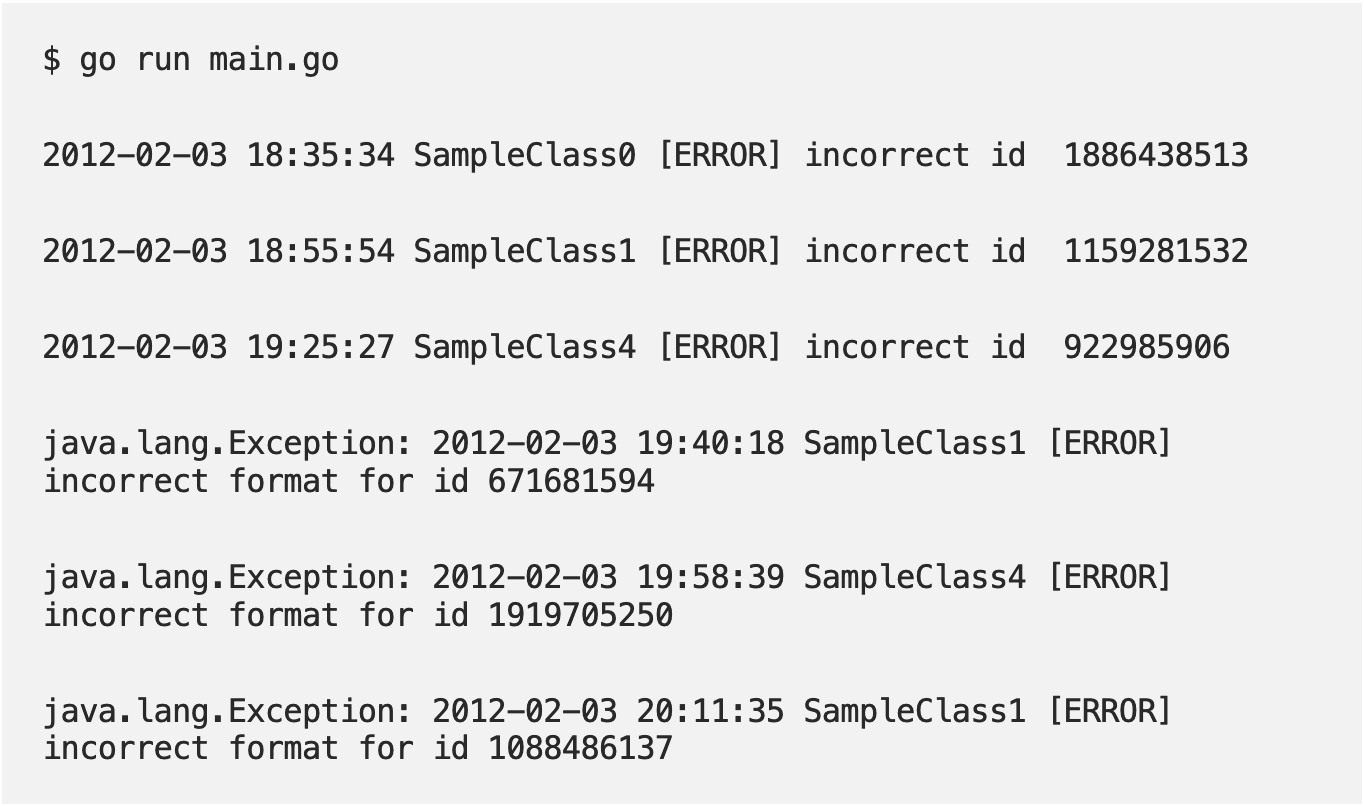 $ go run main.go
2012-02-03 18:35:34 SampleClass0 [ERROR] incorrect id  1886438513
2012-02-03 18:55:54 SampleClass1 [ERROR] incorrect id  1159281532
2012-02-03 19:25:27 SampleClass4 [ERROR] incorrect id  922985906
java.lang.Exception: 2012-02-03 19:40:18 SampleClass1 [ERROR]
incorrect format for id 671681594
java.lang.Exception: 2012-02-03 19:58:39 SampleClass4 [ERROR]
incorrect format for id 1919705250
java.lang.Exception: 2012-02-03 20:11:35 SampleClass1 [ERROR]
incorrect format for id 1088486137